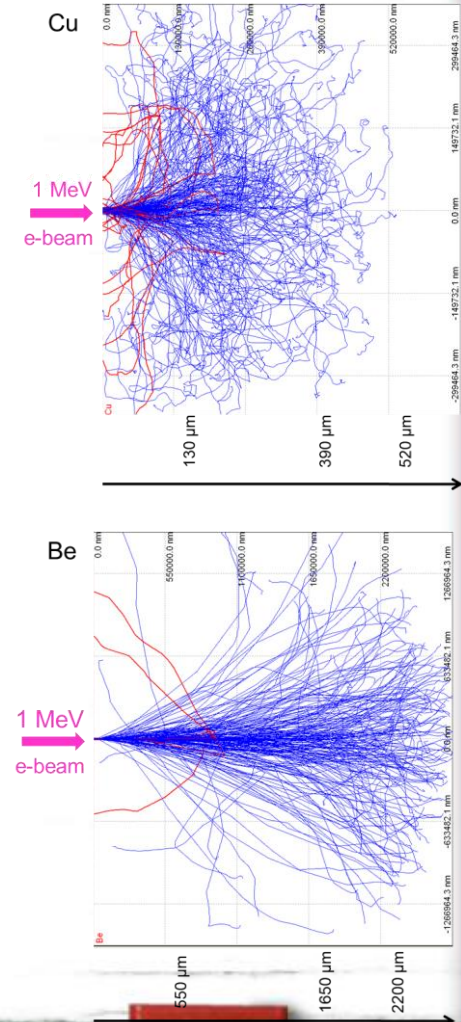 Cu
0.0 nm
130000.0 nm
260000.0 nm
390000.0 nm
520000.0 nm
299464.3 nm
149732.1 nm
0.0 nm
-149732.1 nm
-299464.3 nm
1 MeV
e-beam
Cu
130 µm
390 µm
520 µm
Be
0.0 nm
550000.0 nm
1100000.0 nm
1650000.0 nm
2200000.0 nm
1266964.3 nm
633482.1 nm
0.0 nm
-633482.1 nm
-1266964.3 nm
1 MeV
e-beam
Be
550 µm
1650 µm
2200 µm